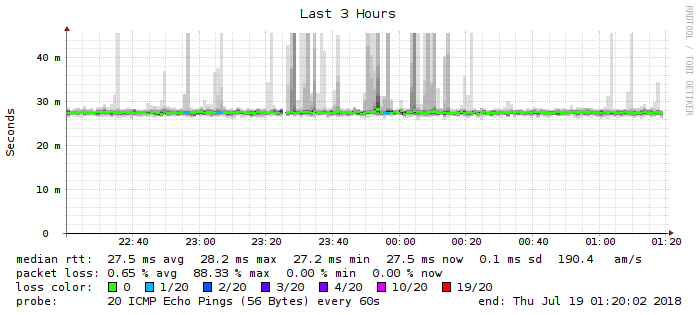 Last 3 Hours
RRDTOOL / TOBI OETIKER
Seconds
40 m
30 m
20 m
10 m
0
22:40 23:00 23:20 23:40 00:00 00:20 00:40 01:00 01:20
median rtt: 27.5 ms avg 28.2 ms max 27.2 ms min 27.5 ms now 0.1 ms sd 190.4 am/s
packet loss: 0.65 % avg 88.33 % max 0.00 % min 0.00 % now
loss color: 0 1/20 2/20 3/20 4/20 10/20 19/20
probe: 20 ICMP Echo Pings (56 Bytes) every 60s end: Thu Jul 19 01:20:02 2018